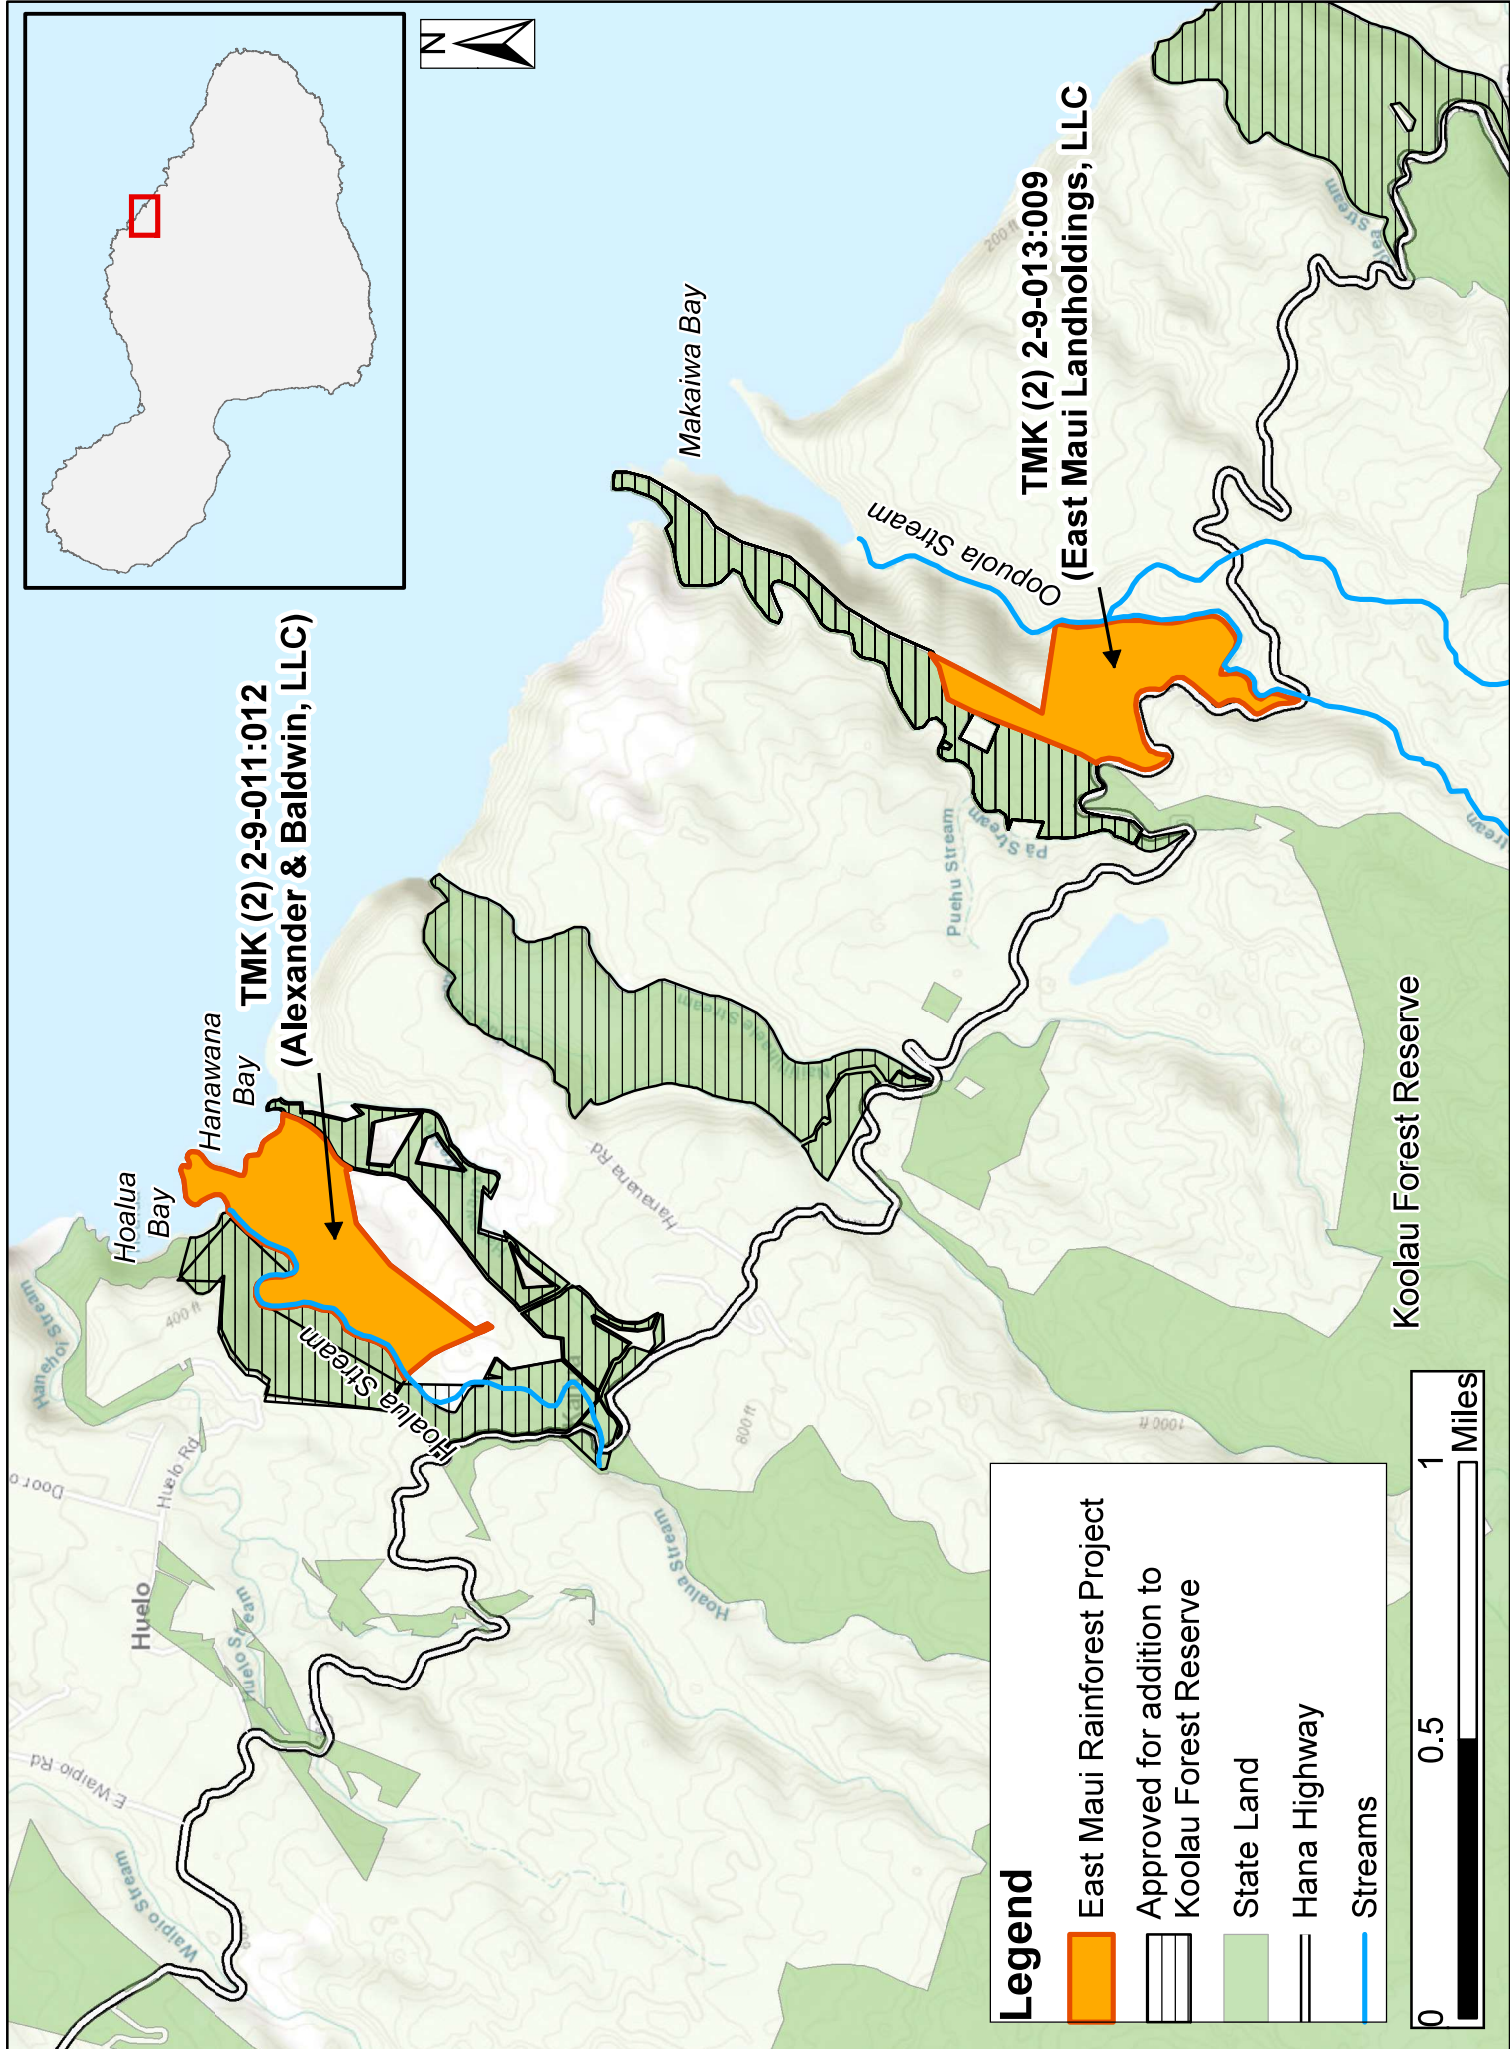 N
Hoalua
Bay
Hanawana
Bay
TMK (2) 2-9-011:012
(Alexander & Baldwin, LLC)
Makaiwa Bay
TMK (2) 2-9-013:009
(East Maui Landholdings, LLC
Oopuola Stream
Hoalua Stream
Hanehoi Stream
400 ft
Door o
Huelo Rd
Huelo
Huelo Stream
E Waipio Rd
Waipio Stream
Hoalua Stream
Hanauana Rd
800 ft
1000 ft
200 ft
Puehu Stream
Pa Stream
Stream
Koolau Forest Reserve
Legend
East Maui Rainforest Project
Approved for addition to
Koolau Forest Reserve
State Land
Hana Highway
Streams
0
0.5
1
Miles